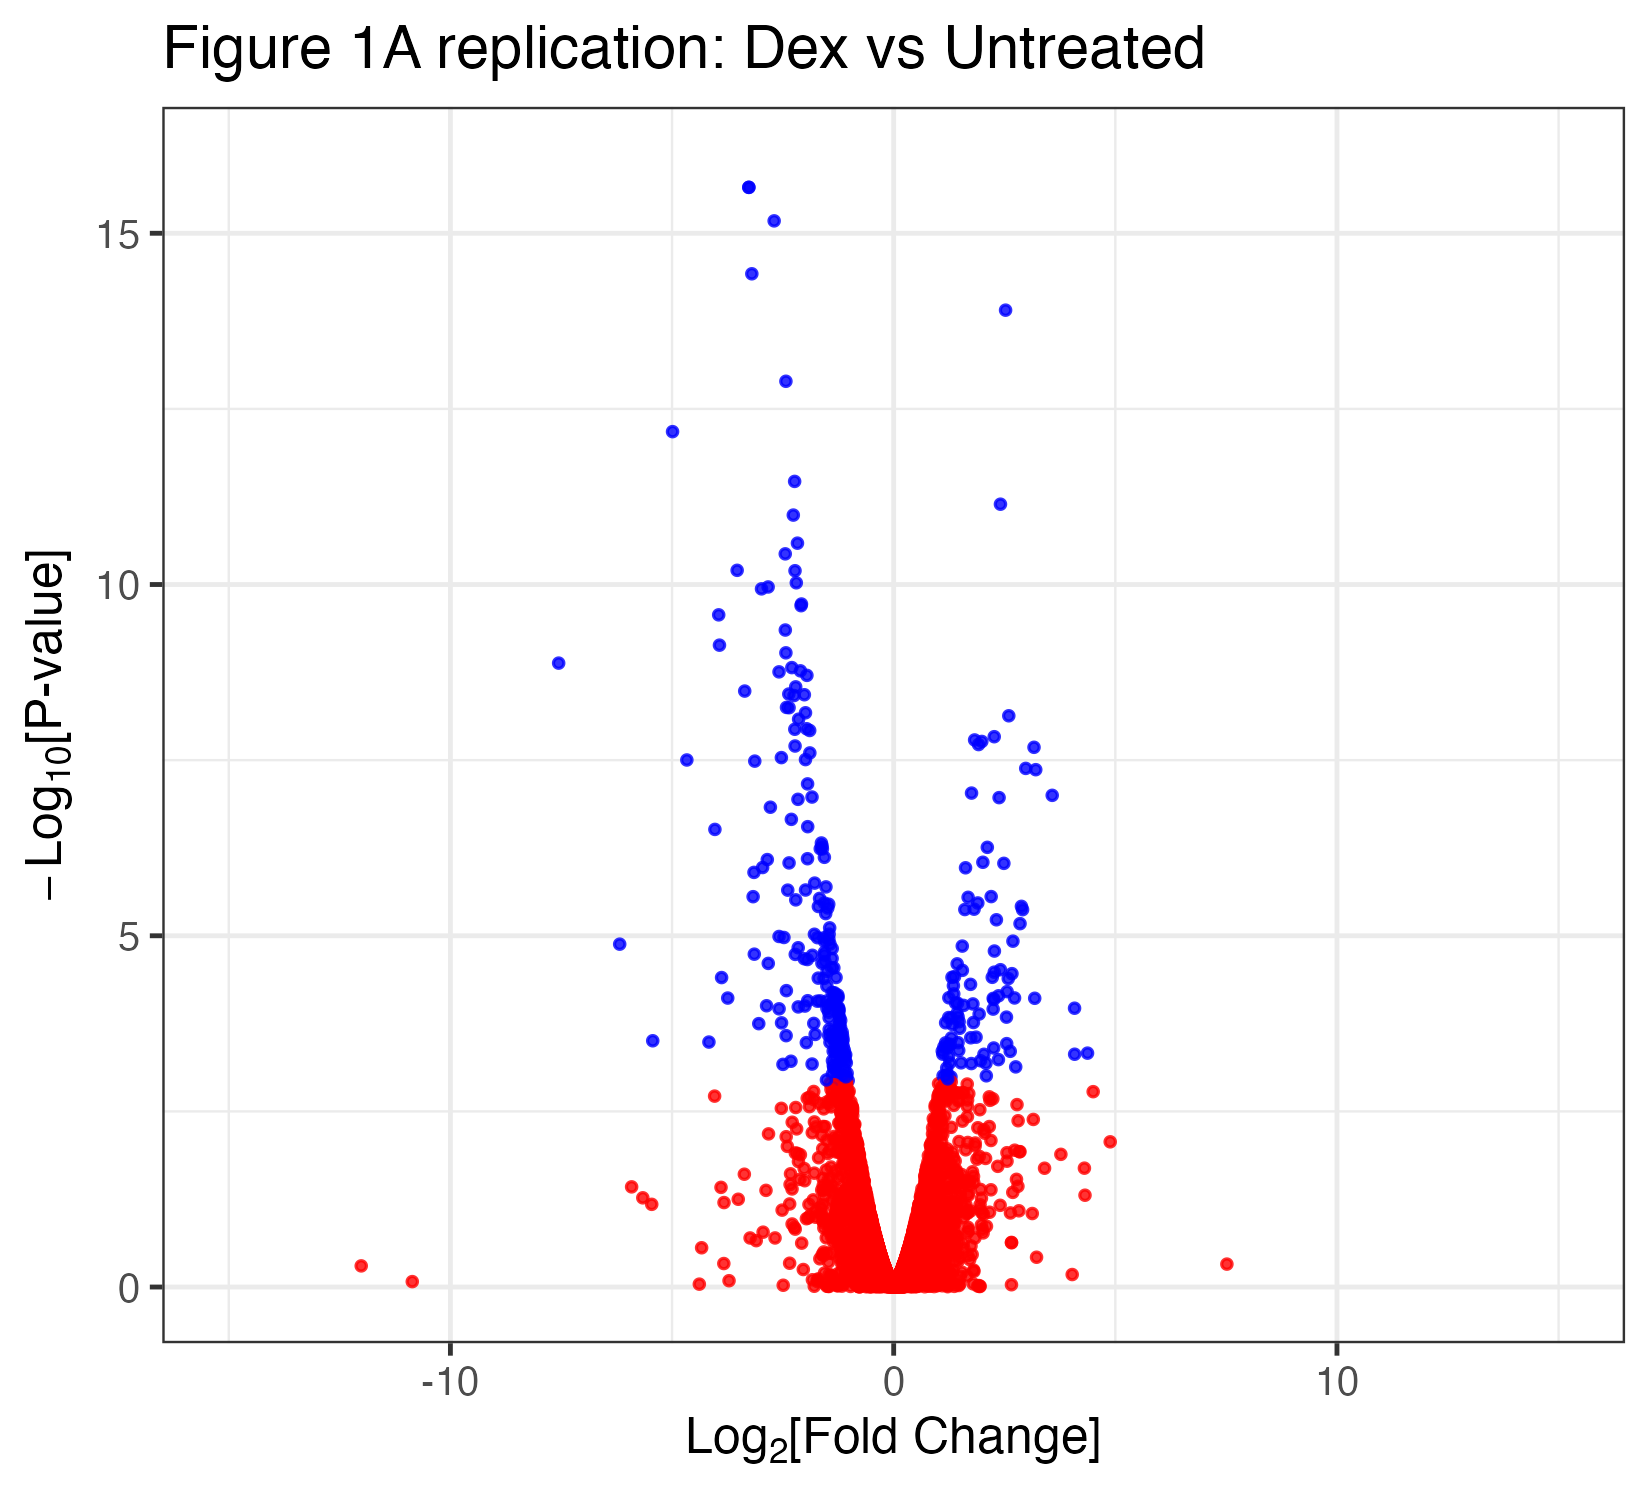 Figure 1A replication: Dex vs Untreated
15
10
5
0
−Log10[P-value]
-10 0 10
Log2[Fold Change]